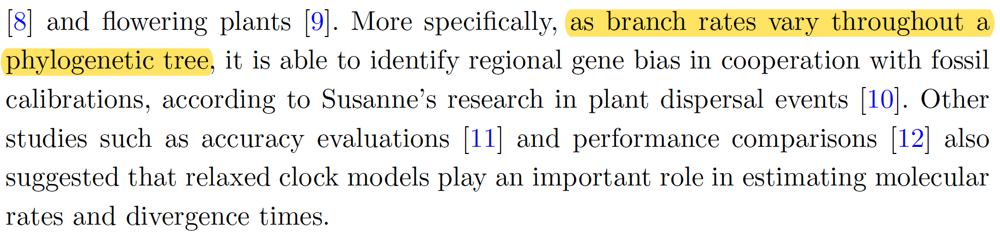 [8] and flowering plants [9]. More specifically, as branch rates vary throughout a
phylogenetic tree, it is able to identify regional gene bias in cooperation with fossil
calibrations, according to Susanne’s research in plant dispersal events [10]. Other
studies such as accuracy evaluations [11] and performance comparisons [12] also
suggested that relaxed clock models play an important role in estimating molecular
rates and divergence times.